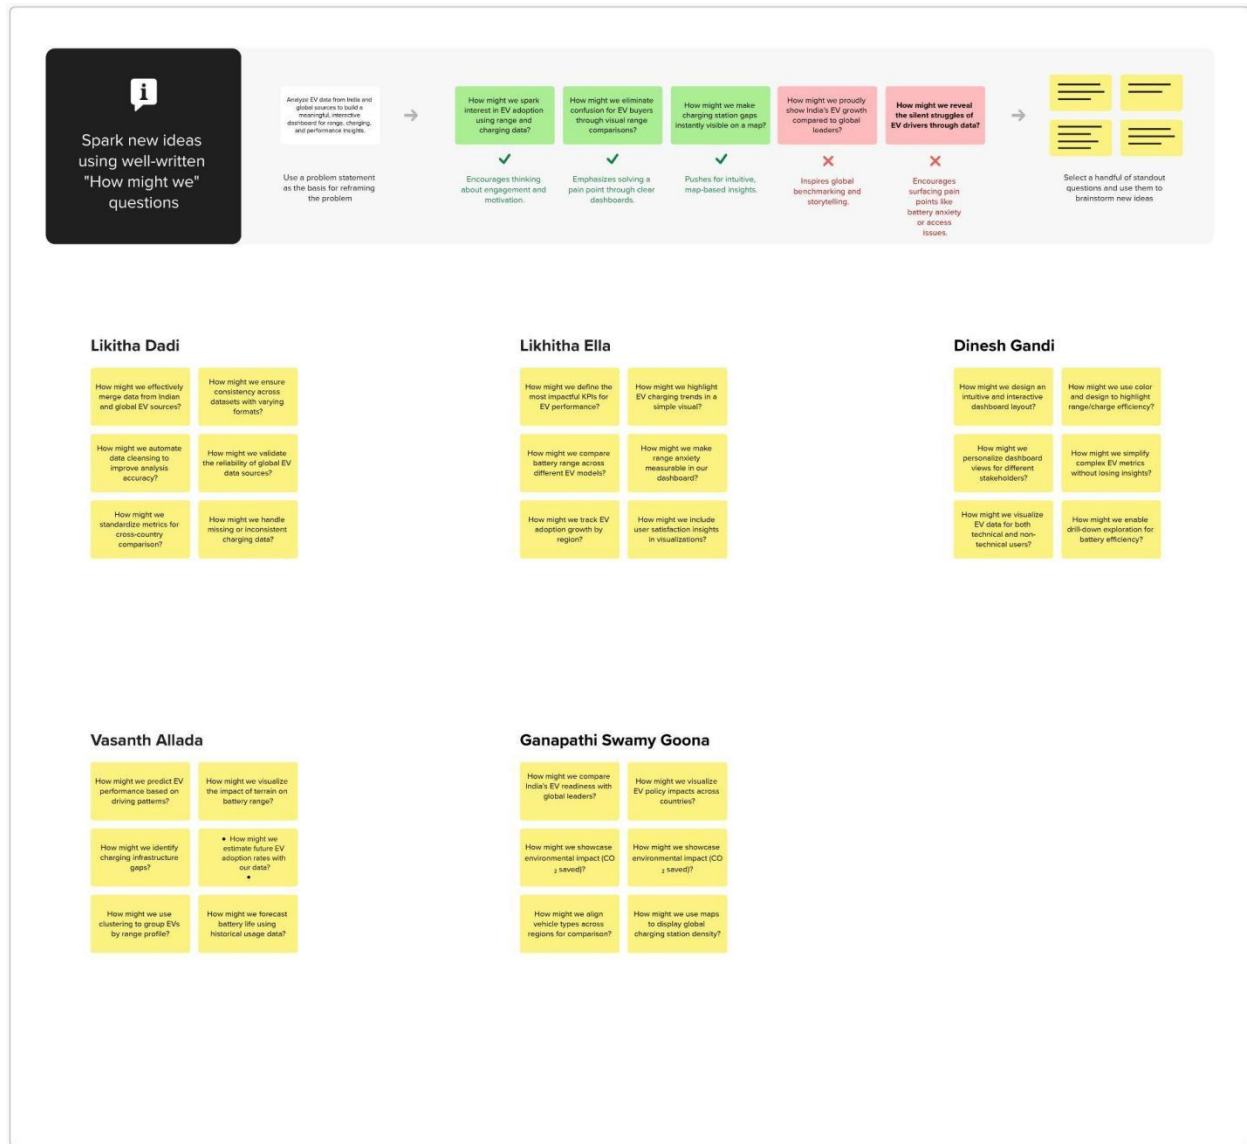 Spark new ideas
using well-written
"How might we"
questions
Analyze EV data from India and
global sources to build a
meaningful, interactive
dashboard for range, charging,
and performance insights.
Use a problem statement
as the basis for reframing
the problem
How might we spark
interest in EV adoption
using range and
charging data?
Encourages thinking
about engagement and
motivation.
How might we eliminate
confusion for EV buyers
through visual range
comparisons?
Emphasizes solving a
pain point through clear
dashboards.
How might we make
charging station gaps
instantly visible on a map?
Pushes for intuitive,
map-based insights.
How might we proudly
show India's EV growth
compared to global
leaders?
Inspires global
benchmarking and
storytelling.
How might we reveal
the silent struggles of
EV drivers through data?
Encourages
surfacing pain
points like
battery anxiety
or access
issues.
Select a handful of standout
questions and use them to
brainstorm new ideas
Likitha Dadi
How might we effectively
merge data from Indian
and global EV sources?
How might we ensure
consistency across
datasets with varying
formats?
How might we automate
data cleansing to
improve analysis
accuracy?
How might we validate
the reliability of global EV
data sources?
How might we
standardize metrics for
cross-country
comparison?
How might we handle
missing or inconsistent
charging data?
Likhitha Ella
How might we define the
most impactful KPIs for
EV performance?
How might we highlight
EV charging trends in a
simple visual?
How might we compare
battery range across
different EV models?
How might we make
range anxiety
measurable in our
dashboard?
How might we track EV
adoption growth by
region?
How might we include
user satisfaction insights
in visualizations?
Dinesh Gandi
How might we design an
intuitive and interactive
dashboard layout?
How might we use color
and design to highlight
range/charge efficiency?
How might we
personalize dashboard
views for different
stakeholders?
How might we simplify
complex EV metrics
without losing insights?
How might we visualize
EV data for both
technical and non-
technical users?
How might we enable
drill-down exploration for
battery efficiency?
Vasanth Allada
How might we predict EV
performance based on
driving patterns?
How might we visualize
the impact of terrain on
battery range?
How might we identify
charging infrastructure
gaps?
• How might we
estimate future EV
adoption rates with
our data?
•
How might we use
clustering to group EVs
by range profile?
How might we forecast
battery life using
historical usage data?
Ganapathi Swamy Goona
How might we compare
India's EV readiness with
global leaders?
How might we visualize
EV policy impacts across
countries?
How might we showcase
environmental impact (CO
₂ saved)?
How might we showcase
environmental impact (CO
₂ saved)?
How might we align
vehicle types across
regions for comparison?
How might we use maps
to display global
charging station density?